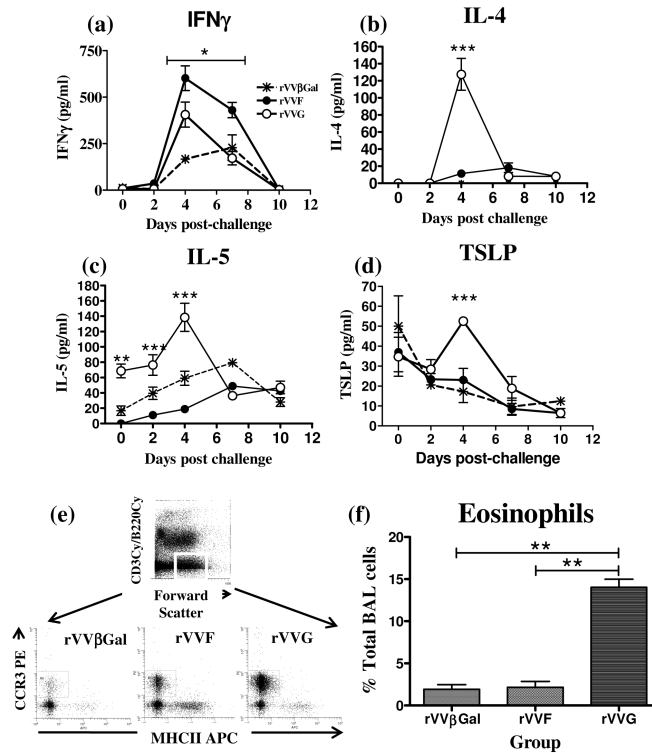 (a)
IFNγ
IFNγ (pg/ml)
750
500
250
0
*
rVVβGal
rVVF
rVVG
0 2 4 6 8 10 12
Days post-challenge
(b)
IL-4
IL-4 (pg/ml)
160
140
120
100
80
60
40
20
0
***
0 2 4 6 8 10 12
Days post-challenge
(c)
IL-5
IL-5 (pg/ml)
180
160
140
120
100
80
60
40
20
0
**
***
***
0 2 4 6 8 10 12
Days post-challenge
(d)
TSLP
TSLP (pg/ml)
70
60
50
40
30
20
10
0
***
0 2 4 6 8 10 12
Days post-challenge
(e)
CD3Cy/B220Cy
Forward
Scatter
rVVβGal
rVVF
rVVG
CCR3 PE
MHCII APC
(f)
Eosinophils
% Total BAL cells
20
15
10
5
0
**
**
rVVβGal
rVVF
rVVG
Group